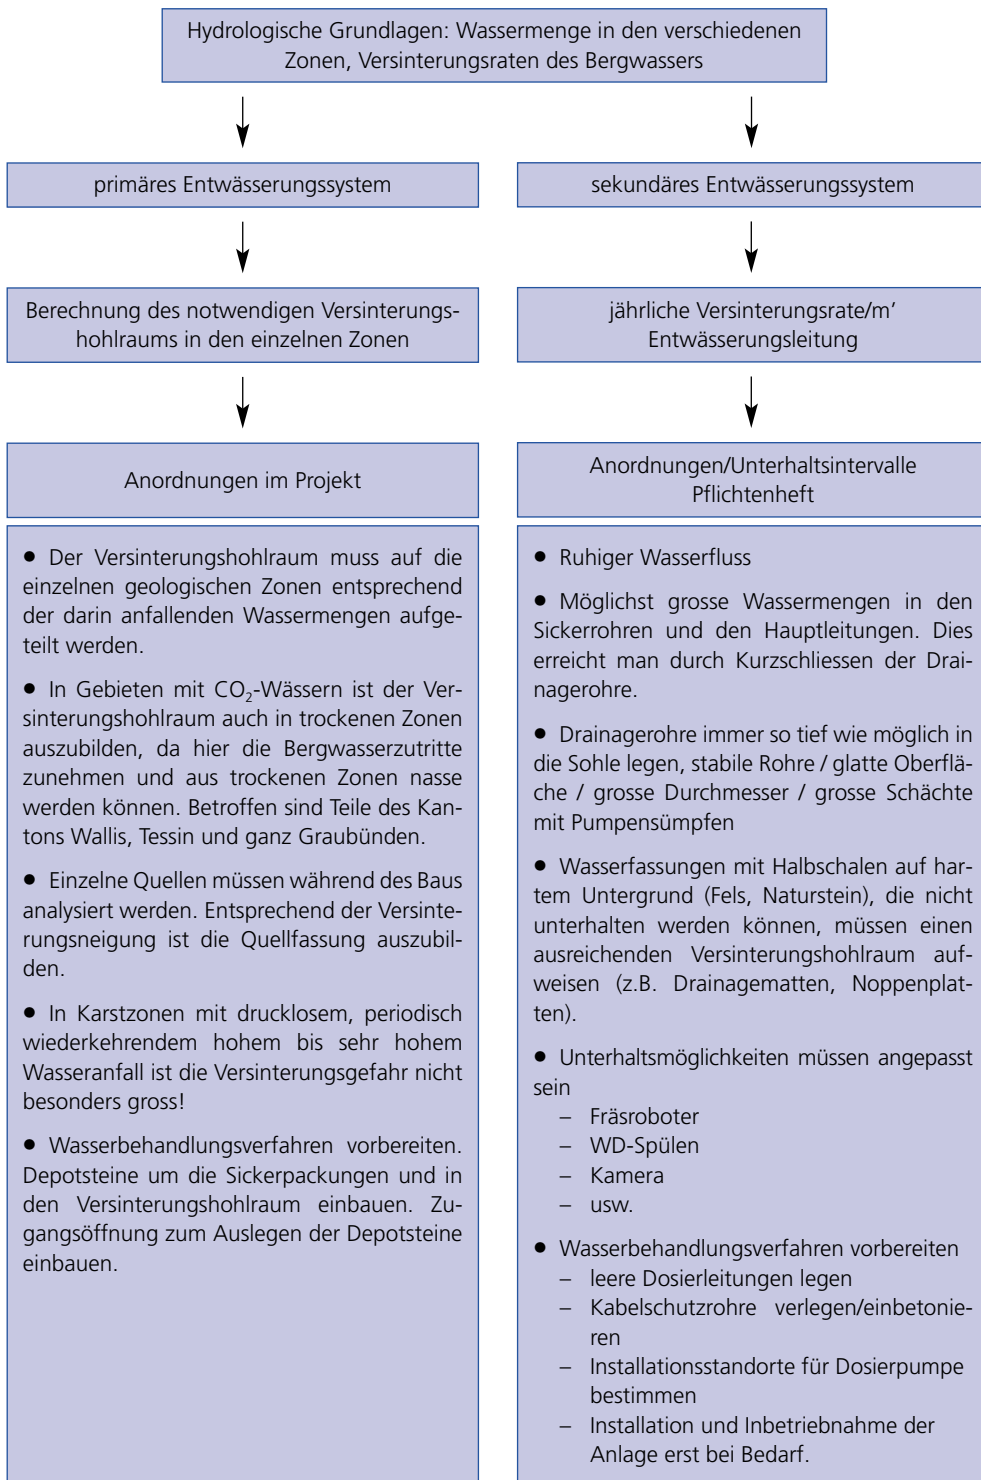 Hydrologische Grundlagen: Wassermenge in den verschiedenen
Zonen, Versinterungsraten des Bergwassers
primäres Entwässerungssystem
sekundäres Entwässerungssystem
Berechnung des notwendigen Versinterungs-
hohlraums in den einzelnen Zonen
jährliche Versinterungsrate/m’
Entwässerungsleitung
Anordnungen im Projekt
Anordnungen/Unterhaltsintervalle
Pflichtenheft
● Der Versinterungshohlraum muss auf die
einzelnen geologischen Zonen entsprechend
der darin anfallenden Wassermengen aufge-
teilt werden.
● In Gebieten mit CO₂-Wässern ist der Ver-
sinterungshohlraum auch in trockenen Zonen
auszubilden, da hier die Bergwasserzutritte
zunehmen und aus trockenen Zonen nasse
werden können. Betroffen sind Teile des Kan-
tons Wallis, Tessin und ganz Graubünden.
● Einzelne Quellen müssen während des Baus
analysiert werden. Entsprechend der Versinte-
rungsneigung ist die Quellfassung auszubil-
den.
● In Karstzonen mit drucklosem, periodisch
wiederkehrendem hohem bis sehr hohem
Wasseranfall ist die Versinterungsgefahr nicht
besonders gross!
● Wasserbehandlungsverfahren vorbereiten.
Depotsteine um die Sickerpackungen und in
den Versinterungshohlraum einbauen. Zu-
gangsöffnung zum Auslegen der Depotsteine
einbauen.
● Ruhiger Wasserfluss
● Möglichst grosse Wassermengen in den
Sickerrohren und den Hauptleitungen. Dies
erreicht man durch Kurzschliessen der Drai-
nagerohre.
● Drainagerohre immer so tief wie möglich in
die Sohle legen, stabile Rohre / glatte Oberflä-
che / grosse Durchmesser / grosse Schächte
mit Pumpensümpfen
● Wasserfassungen mit Halbschalen auf har-
tem Untergrund (Fels, Naturstein), die nicht
unterhalten werden können, müssen einen
ausreichenden Versinterungshohlraum auf-
weisen (z.B. Drainagematten, Noppenplat-
ten).
● Unterhaltsmöglichkeiten müssen angepasst
sein
– Fräsroboter
– WD-Spülen
– Kamera
– usw.
● Wasserbehandlungsverfahren vorbereiten
– leere Dosierleitungen legen
– Kabelschutzrohre verlegen/einbetonie-
ren
– Installationsstandorte für Dosierpumpe
bestimmen
– Installation und Inbetriebnahme der
Anlage erst bei Bedarf.